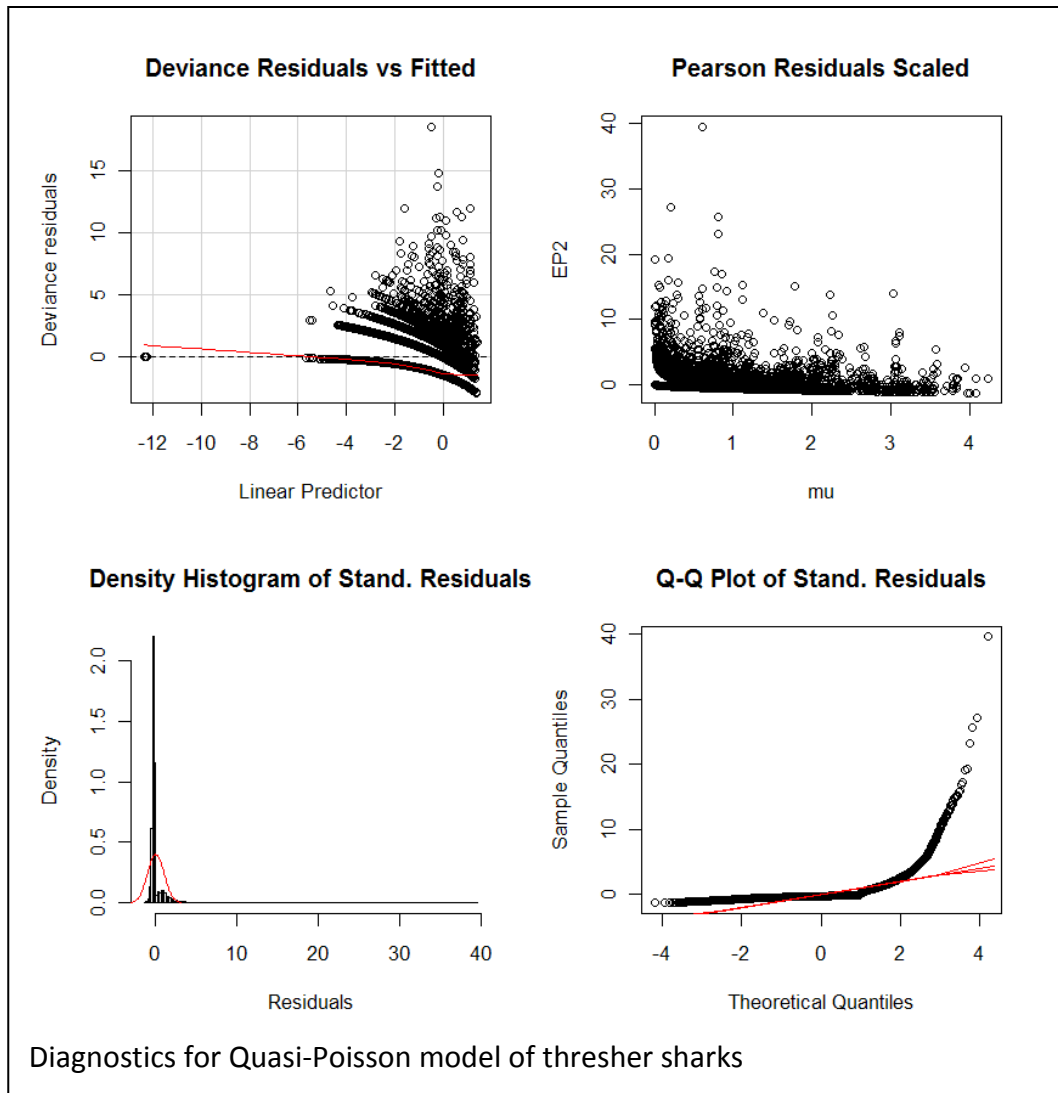 Deviance Residuals vs Fitted
Deviance residuals
15
10
5
0
-12 -10 -8 -6 -4 -2 0
Linear Predictor
Pearson Residuals Scaled
EP2
40
30
20
10
0
0 1 2 3 4
mu
Density Histogram of Stand. Residuals
Density
2.0
1.5
1.0
0.5
0.0
0 10 20 30 40
Residuals
Q-Q Plot of Stand. Residuals
Sample Quantiles
40
30
20
10
0
-4 -2 0 2 4
Theoretical Quantiles
Diagnostics for Quasi-Poisson model of thresher sharks